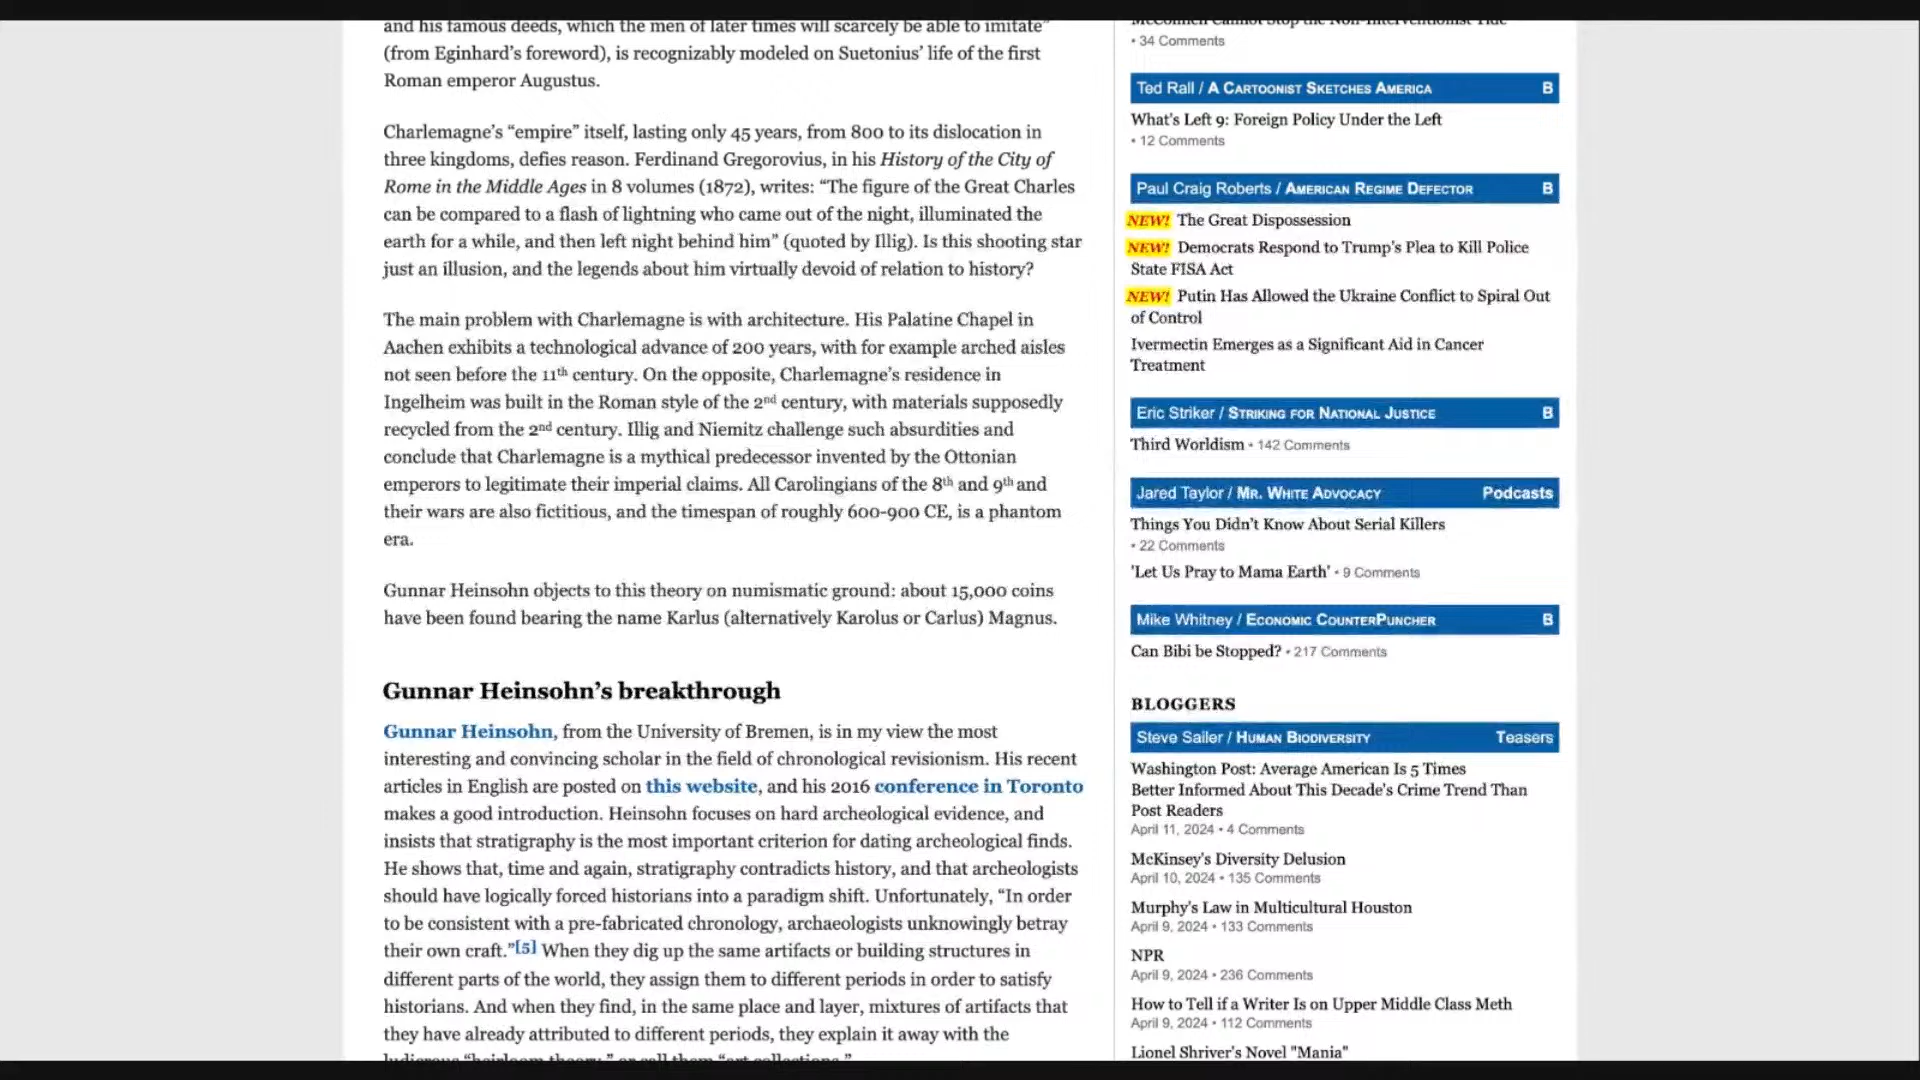 and his famous deeds, which the men of later times will scarcely be able to imitate”
(from Eginhard’s foreword), is recognizably modeled on Suetonius’ life of the first
Roman emperor Augustus.
Charlemagne’s “empire” itself, lasting only 45 years, from 800 to its dislocation in
three kingdoms, defies reason. Ferdinand Gregorovius, in his History of the City of
Rome in the Middle Ages in 8 volumes (1872), writes: “The figure of the Great Charles
can be compared to a flash of lightning who came out of the night, illuminated the
earth for a while, and then left night behind him” (quoted by Illig). Is this shooting star
just an illusion, and the legends about him virtually devoid of relation to history?
The main problem with Charlemagne is with architecture. His Palatine Chapel in
Aachen exhibits a technological advance of 200 years, with for example arched aisles
not seen before the 11th century. On the opposite, Charlemagne’s residence in
Ingelheim was built in the Roman style of the 2nd century, with materials supposedly
recycled from the 2nd century. Illig and Niemitz challenge such absurdities and
conclude that Charlemagne is a mythical predecessor invented by the Ottonian
emperors to legitimate their imperial claims. All Carolingians of the 8th and 9th and
their wars are also fictitious, and the timespan of roughly 600-900 CE, is a phantom
era.
Gunnar Heinsohn objects to this theory on numismatic ground: about 15,000 coins
have been found bearing the name Karlus (alternatively Karolus or Carlus) Magnus.
Gunnar Heinsohn’s breakthrough
Gunnar Heinsohn, from the University of Bremen, is in my view the most
interesting and convincing scholar in the field of chronological revisionism. His recent
articles in English are posted on this website, and his 2016 conference in Toronto
makes a good introduction. Heinsohn focuses on hard archeological evidence, and
insists that stratigraphy is the most important criterion for dating archeological finds.
He shows that, time and again, stratigraphy contradicts history, and that archeologists
should have logically forced historians into a paradigm shift. Unfortunately, “In order
to be consistent with a pre-fabricated chronology, archaeologists unknowingly betray
their own craft.”[5] When they dig up the same artifacts or building structures in
different parts of the world, they assign them to different periods in order to satisfy
historians. And when they find, in the same place and layer, mixtures of artifacts that
they have already attributed to different periods, they explain it away with the
ludicrous “heirloom theory,” or call them “art collections.”
McConnell Cannot Stop the Non-Interventionist Tide
• 34 Comments
Ted Rall / A Cartoonist Sketches America B
What's Left 9: Foreign Policy Under the Left
• 12 Comments
Paul Craig Roberts / American Regime Defector B
NEW! The Great Dispossession
NEW! Democrats Respond to Trump’s Plea to Kill Police
State FISA Act
NEW! Putin Has Allowed the Ukraine Conflict to Spiral Out
of Control
Ivermectin Emerges as a Significant Aid in Cancer
Treatment
Eric Striker / Striking for National Justice B
Third Worldism • 142 Comments
Jared Taylor / Mr. White Advocacy Podcasts
Things You Didn’t Know About Serial Killers
• 22 Comments
'Let Us Pray to Mama Earth' • 9 Comments
Mike Whitney / Economic CounterPuncher B
Can Bibi be Stopped? • 217 Comments
BLOGGERS
Steve Sailer / Human Biodiversity Teasers
Washington Post: Average American Is 5 Times
Better Informed About This Decade's Crime Trend Than
Post Readers
April 11, 2024 • 4 Comments
McKinsey's Diversity Delusion
April 10, 2024 • 135 Comments
Murphy's Law in Multicultural Houston
April 9, 2024 • 133 Comments
NPR
April 9, 2024 • 236 Comments
How to Tell if a Writer Is on Upper Middle Class Meth
April 9, 2024 • 112 Comments
Lionel Shriver's Novel "Mania"